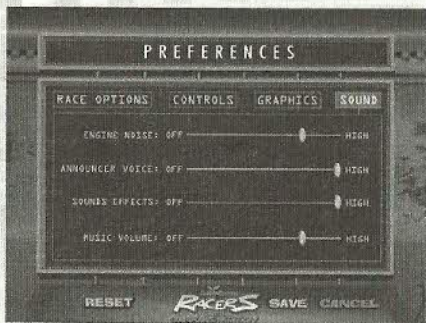 PREFERENCES
RACE OPTIONS CONTROLS GRAPHICS SOUND
ENGINE NOISE: OFF HIGH
ANNOUNCER VOICE: OFF HIGH
SOUNDS EFFECTS: OFF HIGH
MUSIC VOLUME: OFF HIGH
RESET RACERS SAVE CANCEL